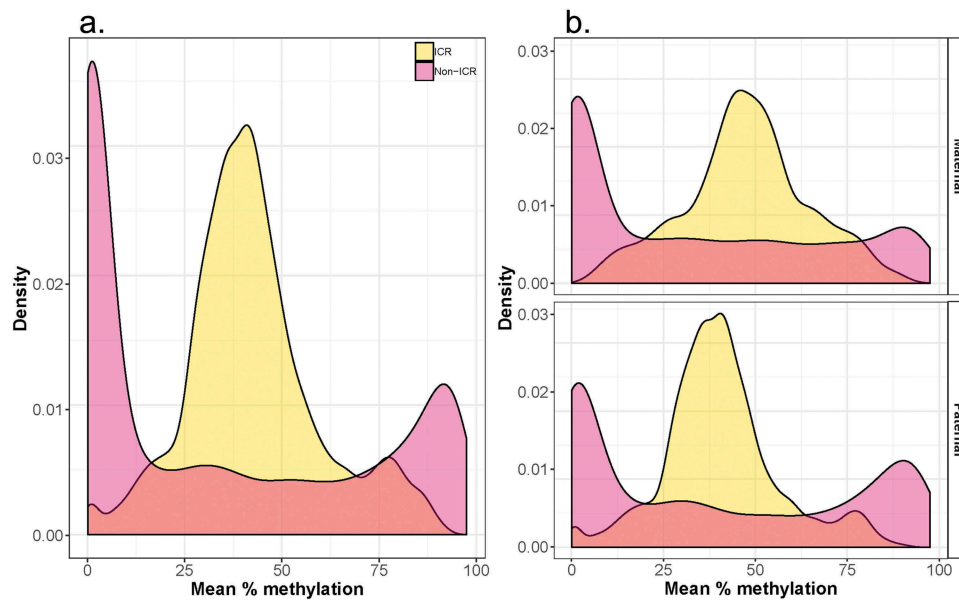 a.
ICR
Non-ICR
0.03
0.02
0.01
0.00
Density
0 25 50 75 100
Mean % methylation
b.
0.03
0.02
0.01
0.00
Maternal
Density
0.03
0.02
0.01
0.00
Paternal
0 25 50 75 100
Mean % methylation